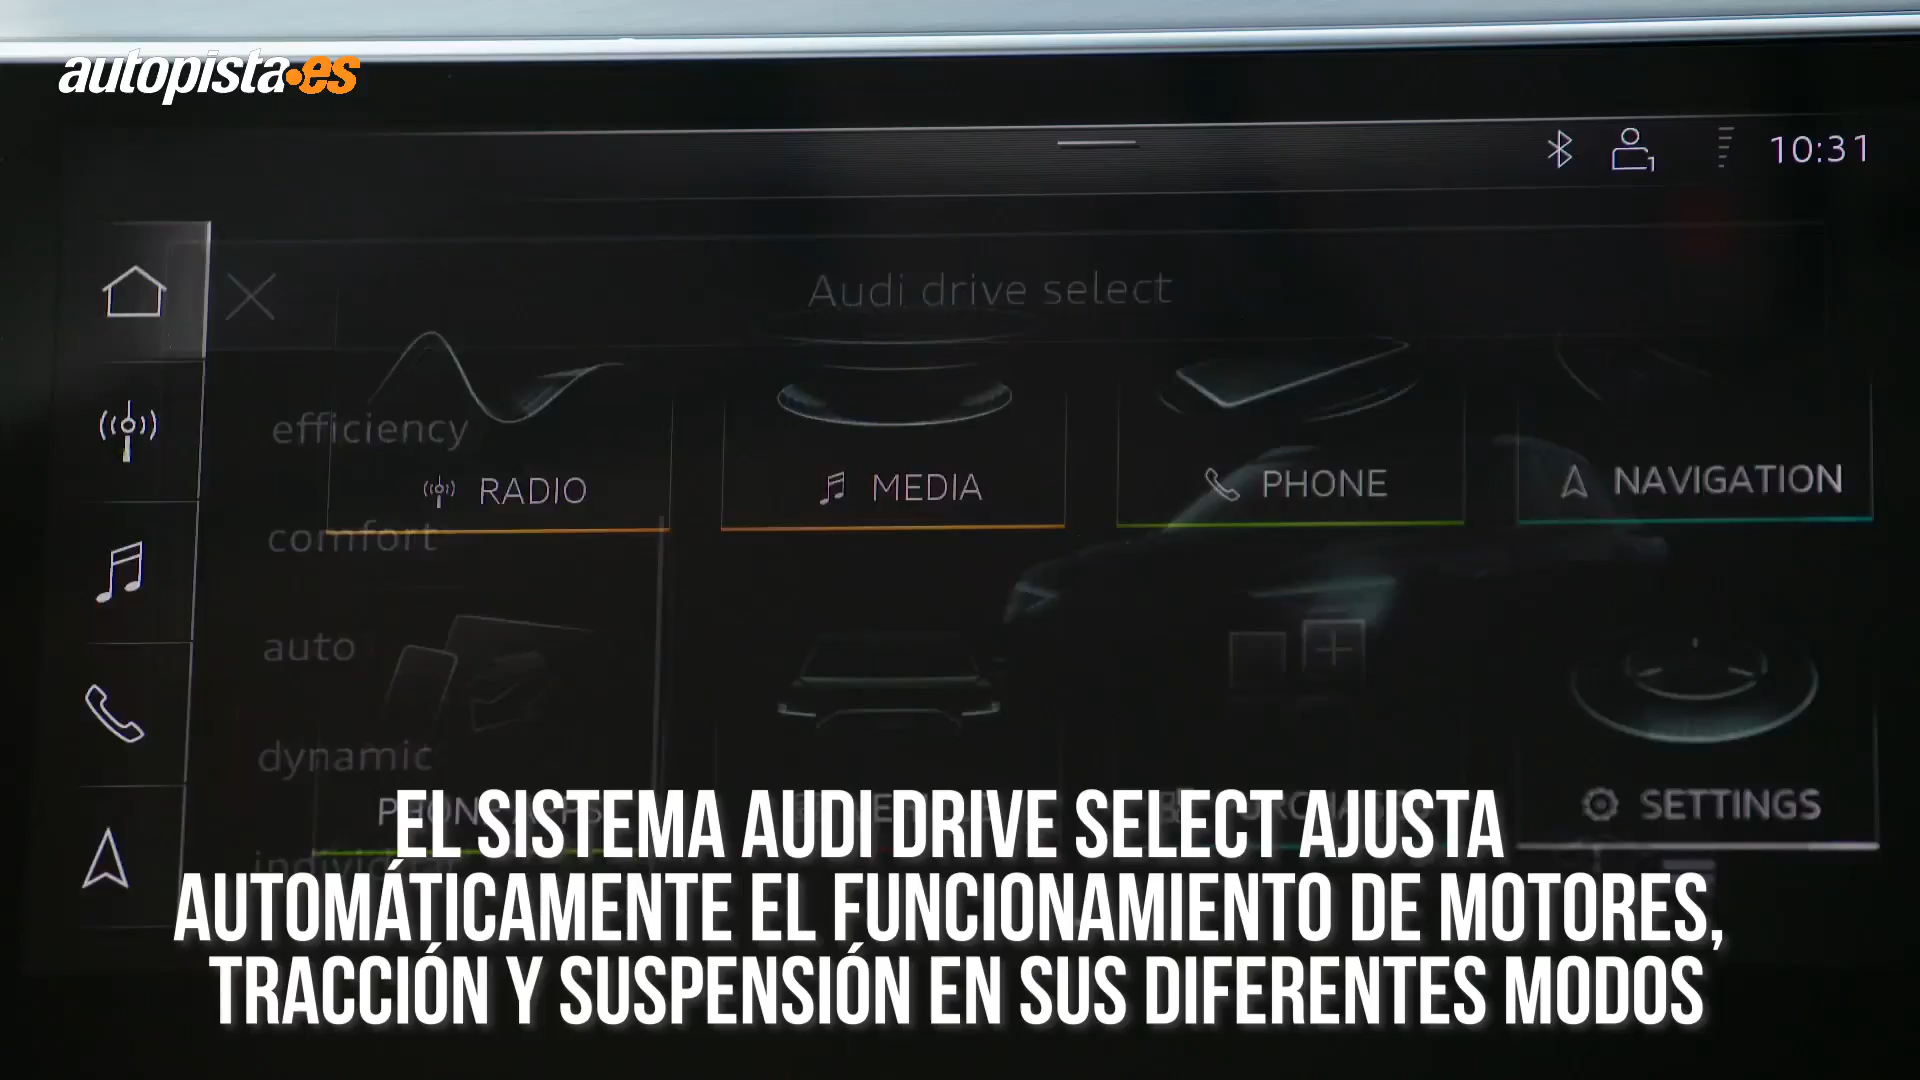 autopista.es
1
10:31
Audi drive select
efficiency
RADIO
MEDIA
PHONE
NAVIGATION
comfort
auto
dynamic
SETTINGS
EL SISTEMA AUDI DRIVE SELECT AJUSTA
AUTOMÁTICAMENTE EL FUNCIONAMIENTO DE MOTORES,
TRACCIÓN Y SUSPENSIÓN EN SUS DIFERENTES MODOS